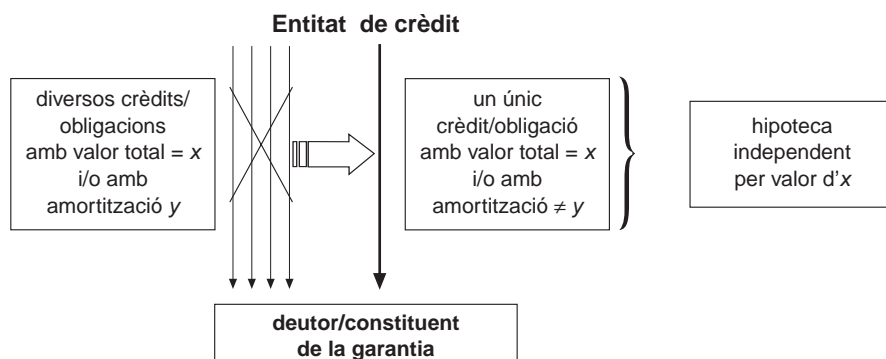 Entitat de crèdit
diversos crèdits/
obligacions
amb valor total = x
i/o amb
amortització y
un únic
crèdit/obligació
amb valor total = x
i/o amb
amortització ≠ y
hipoteca
independent
per valor d'x
deutor/constituent
de la garantia